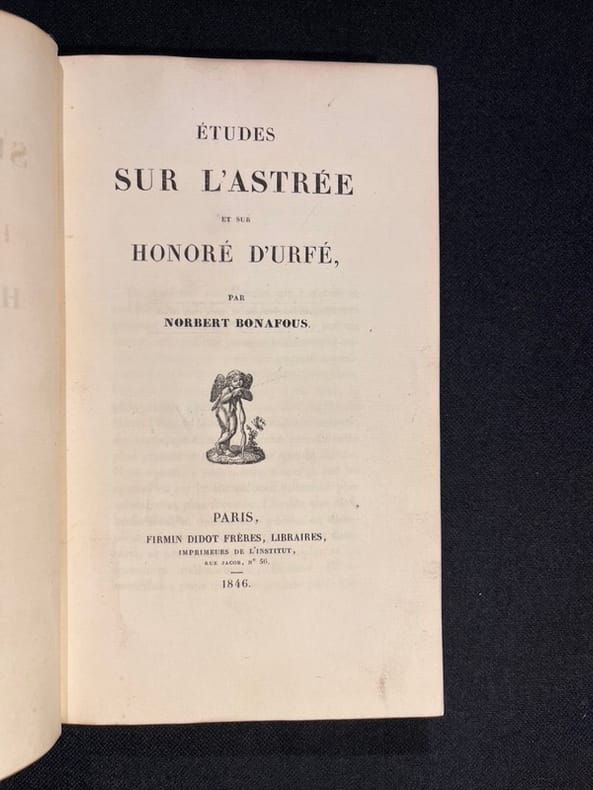 ÉTUDES
SUR L'ASTRÉE
ET SUR
HONORÉ D'URFÉ,
PAR
NORBERT BONAFOUS.
PARIS,
FIRMIN DIDOT FRÈRES, LIBRAIRES,
IMPRIMEURS DE L'INSTITUT,
RUE JACOB, N° 56.
1846.